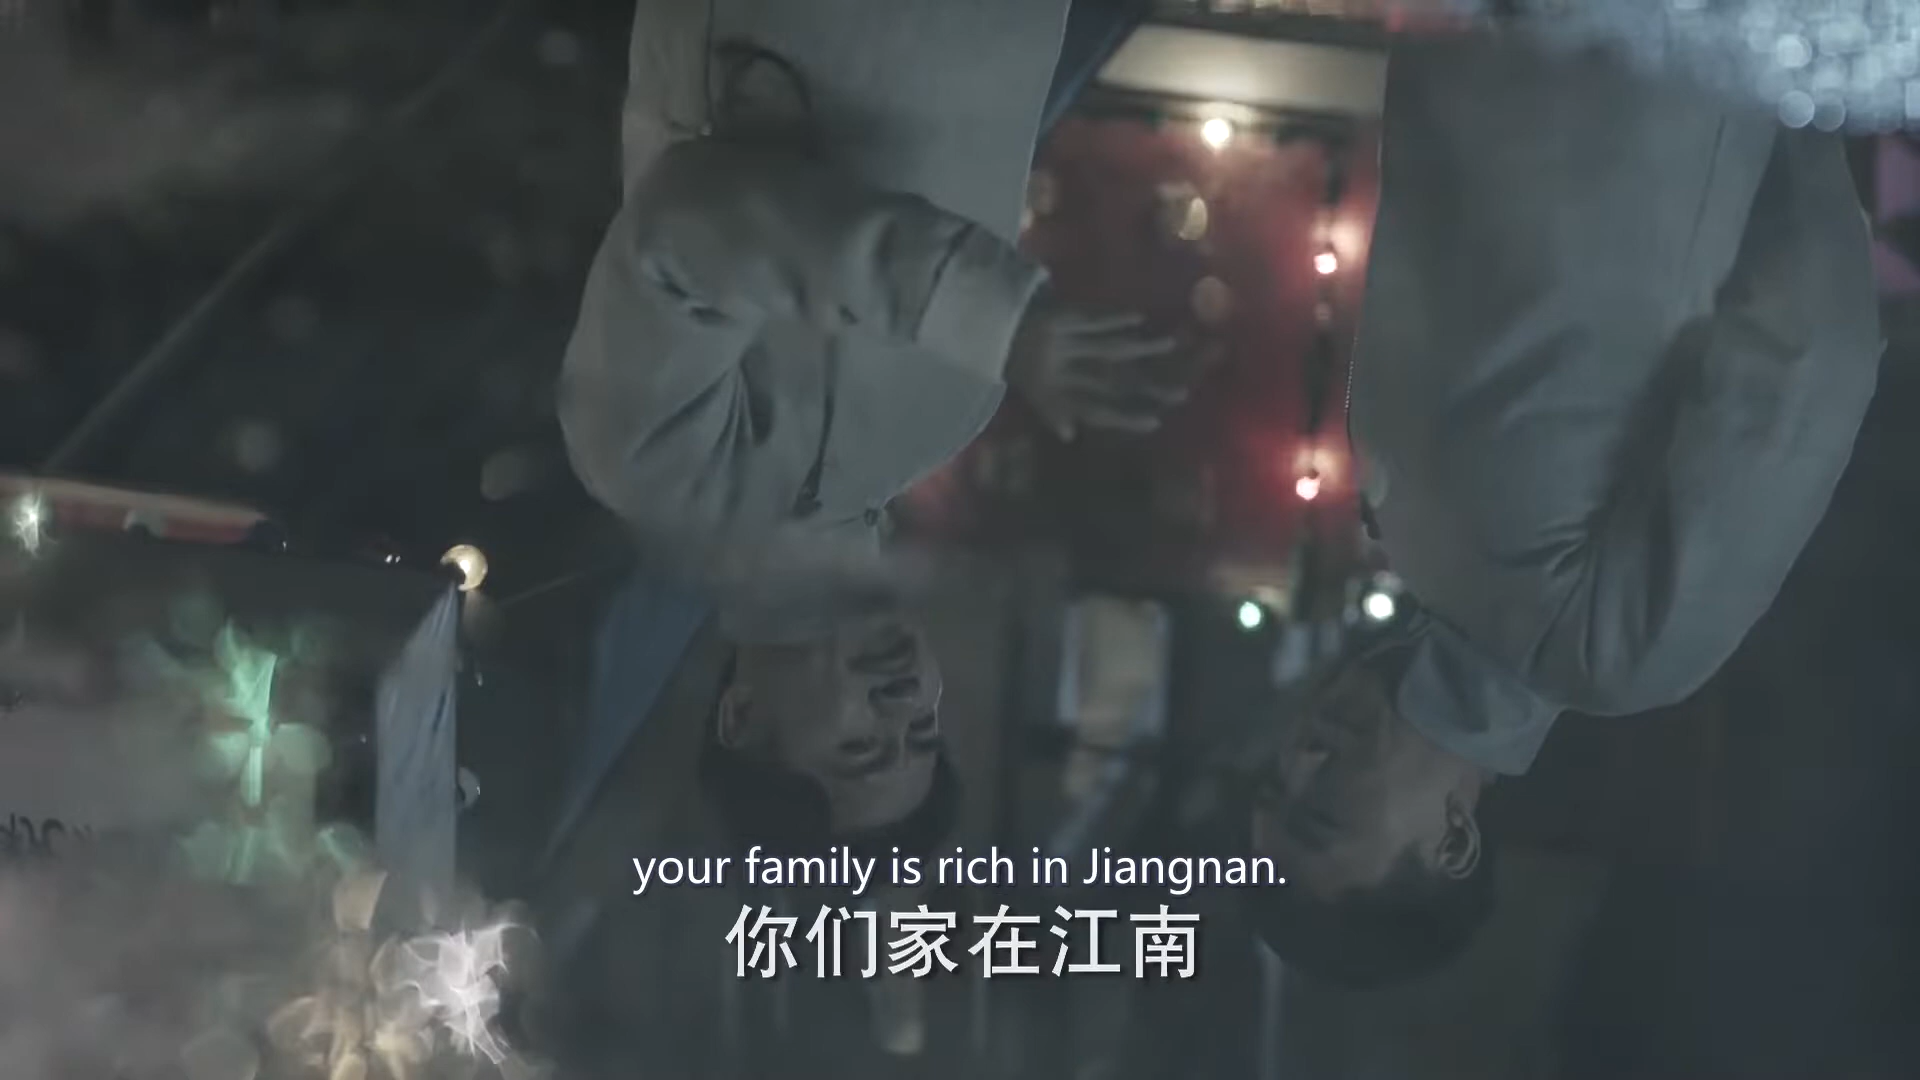 your family is rich in Jiangnan.
你们家在江南